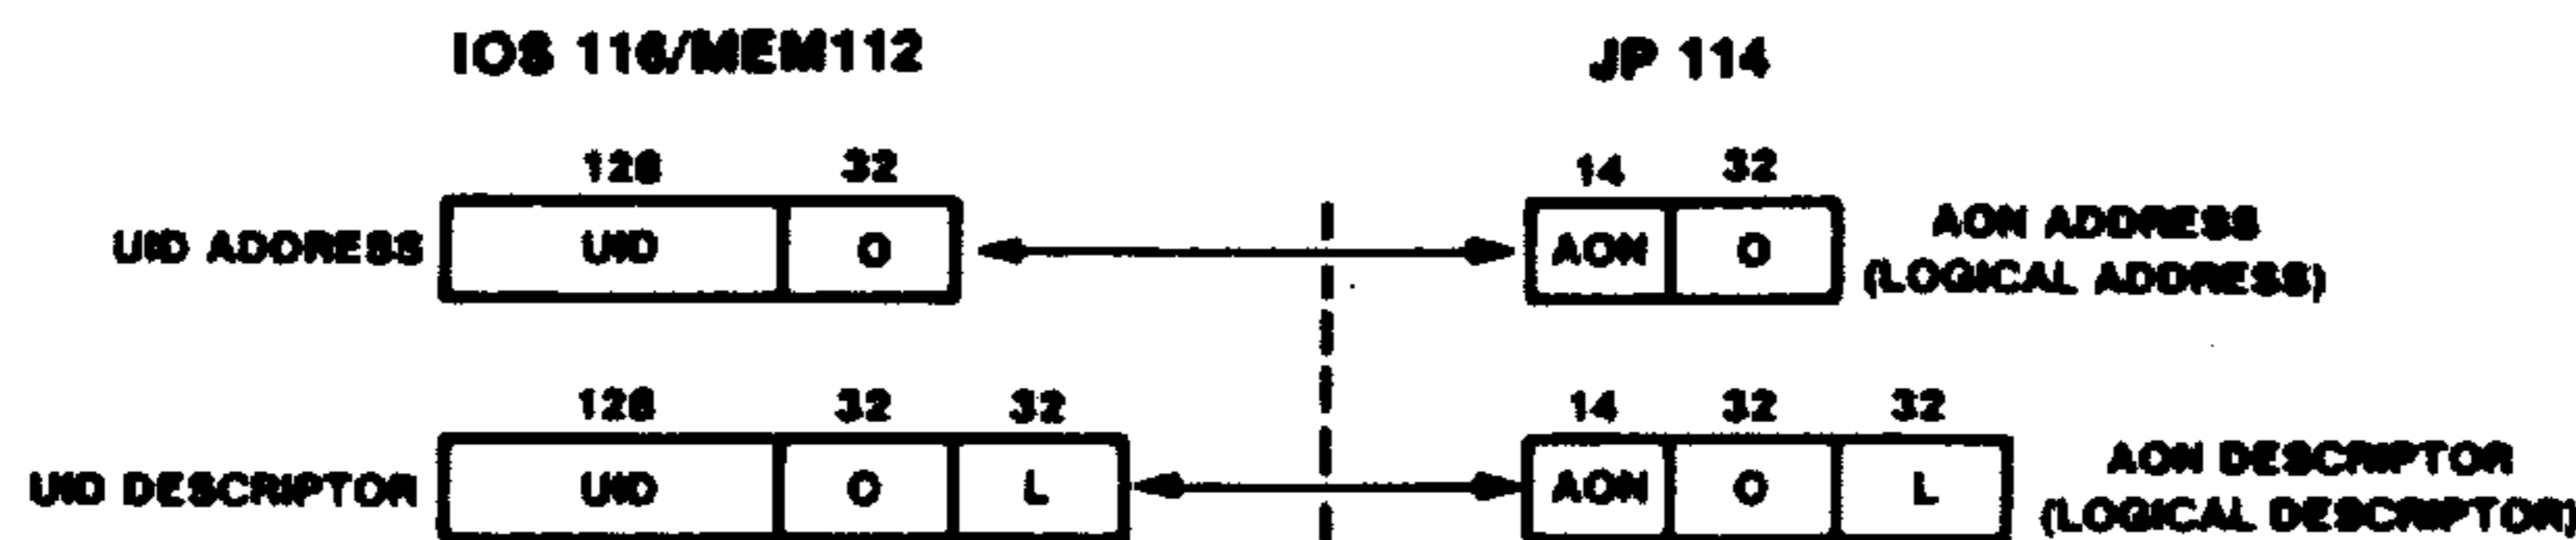 IOS 116/MEM112 JP 114
128 32 14 32
UID ADDRESS UID O AON O AON ADDRESS
(LOGICAL ADDRESS)
128 32 32 14 32 32
UID DESCRIPTOR UID O L AON O L AON DESCRIPTOR
(LOGICAL DESCRIPTOR)